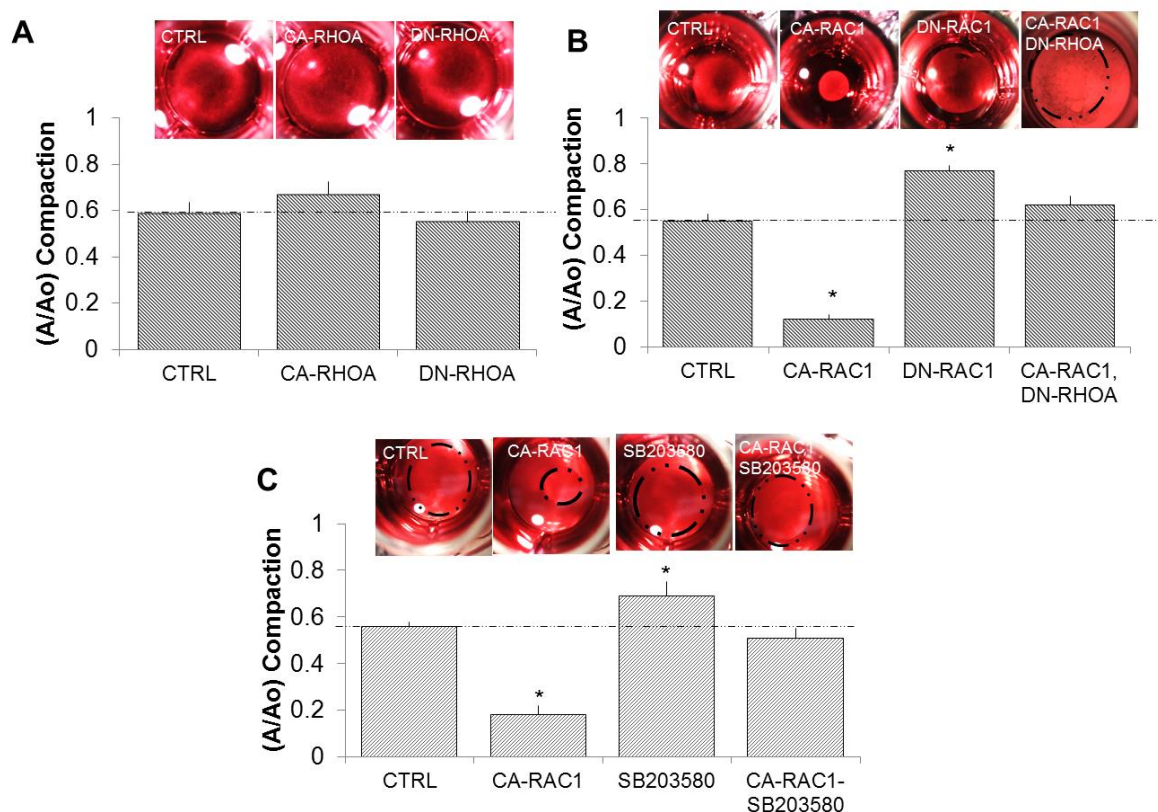 A
CTRL
CA-RHOA
DN-RHOA
(A/Ao) Compaction
1
0.8
0.6
0.4
0.2
0
CTRL
CA-RHOA
DN-RHOA
B
CTRL
CA-RAC1
DN-RAC1
CA-RAC1
DN-RHOA
(A/Ao) Compaction
1
0.8
0.6
0.4
0.2
0
*
*
CTRL
CA-RAC1
DN-RAC1
CA-RAC1,
DN-RHOA
C
CTRL
CA-RAC1
SB203580
CA-RAC1
SB203580
(A/Ao) Compaction
1
0.8
0.6
0.4
0.2
0
*
*
CTRL
CA-RAC1
SB203580
CA-RAC1-
SB203580